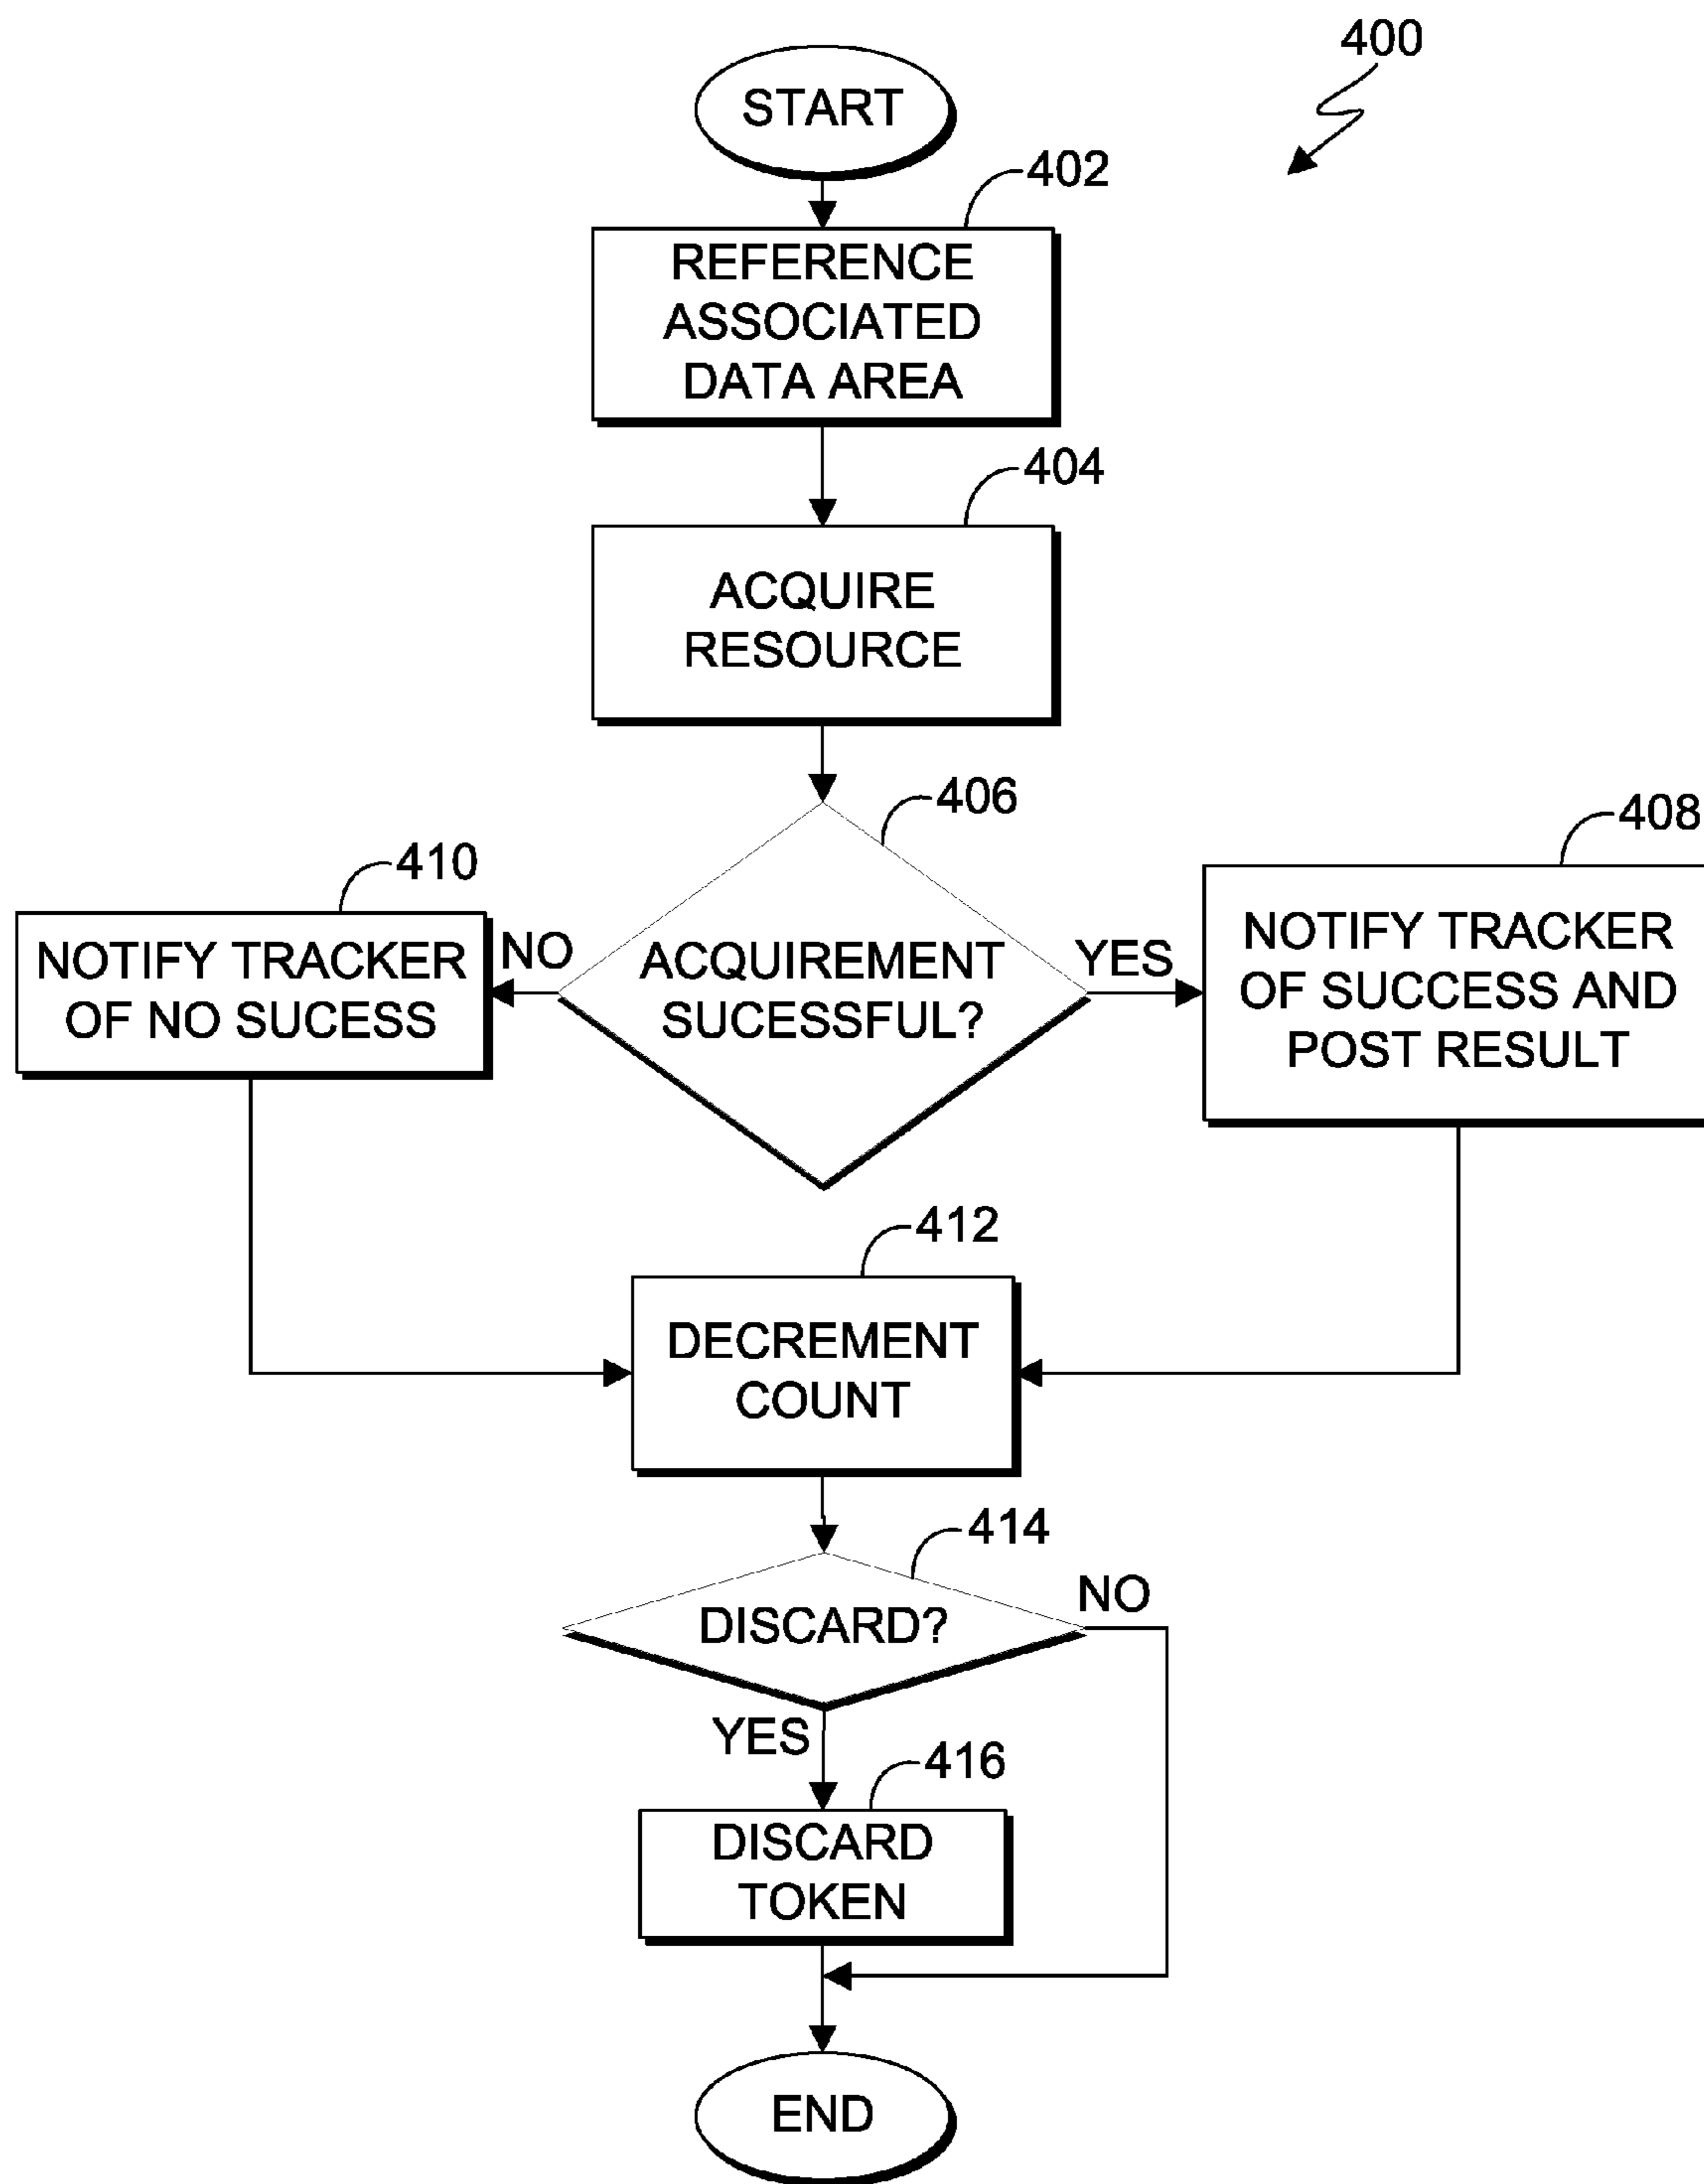 400
START
402
REFERENCE
ASSOCIATED
DATA AREA
404
ACQUIRE
RESOURCE
406
ACQUIREMENT
SUCESSFUL?
NO
YES
410
NOTIFY TRACKER
OF NO SUCESS
408
NOTIFY TRACKER
OF SUCCESS AND
POST RESULT
412
DECREMENT
COUNT
414
DISCARD?
NO
YES
416
DISCARD
TOKEN
END